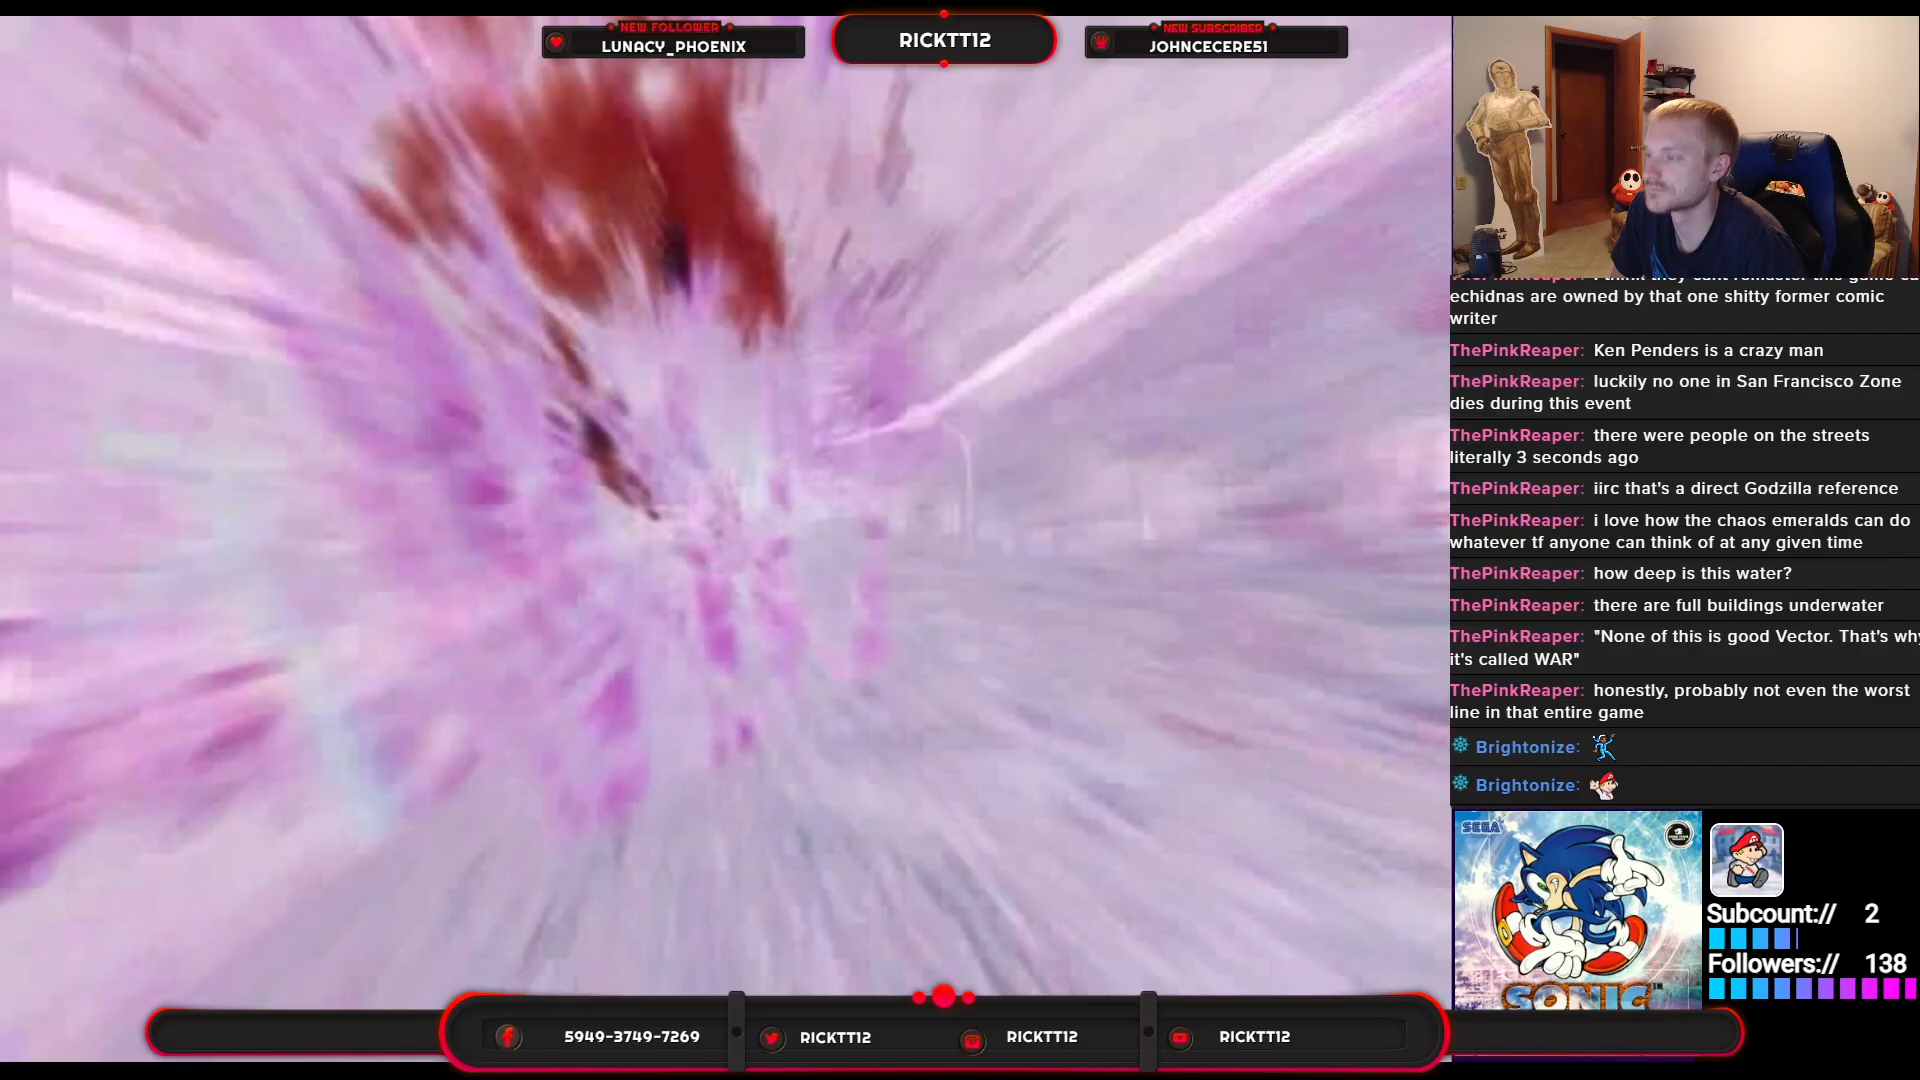 NEW FOLLOWER
LUNACY_PHOENIX
RICKTT12
NEW SUBSCRIBER
JOHNCECERE51
echidnas are owned by that one shitty former comic
writer
ThePinkReaper: Ken Penders is a crazy man
ThePinkReaper: luckily no one in San Francisco Zone
dies during this event
ThePinkReaper: there were people on the streets
literally 3 seconds ago
ThePinkReaper: iirc that's a direct Godzilla reference
ThePinkReaper: i love how the chaos emeralds can do
whatever tf anyone can think of at any given time
ThePinkReaper: how deep is this water?
ThePinkReaper: there are full buildings underwater
ThePinkReaper: "None of this is good Vector. That's why
it's called WAR"
ThePinkReaper: honestly, probably not even the worst
line in that entire game
Brightonize:
Brightonize:
SEGA
SONIC
TM
Subcount:// 2
Followers:// 138
5949-3749-7269
RICKTT12
RICKTT12
RICKTT12